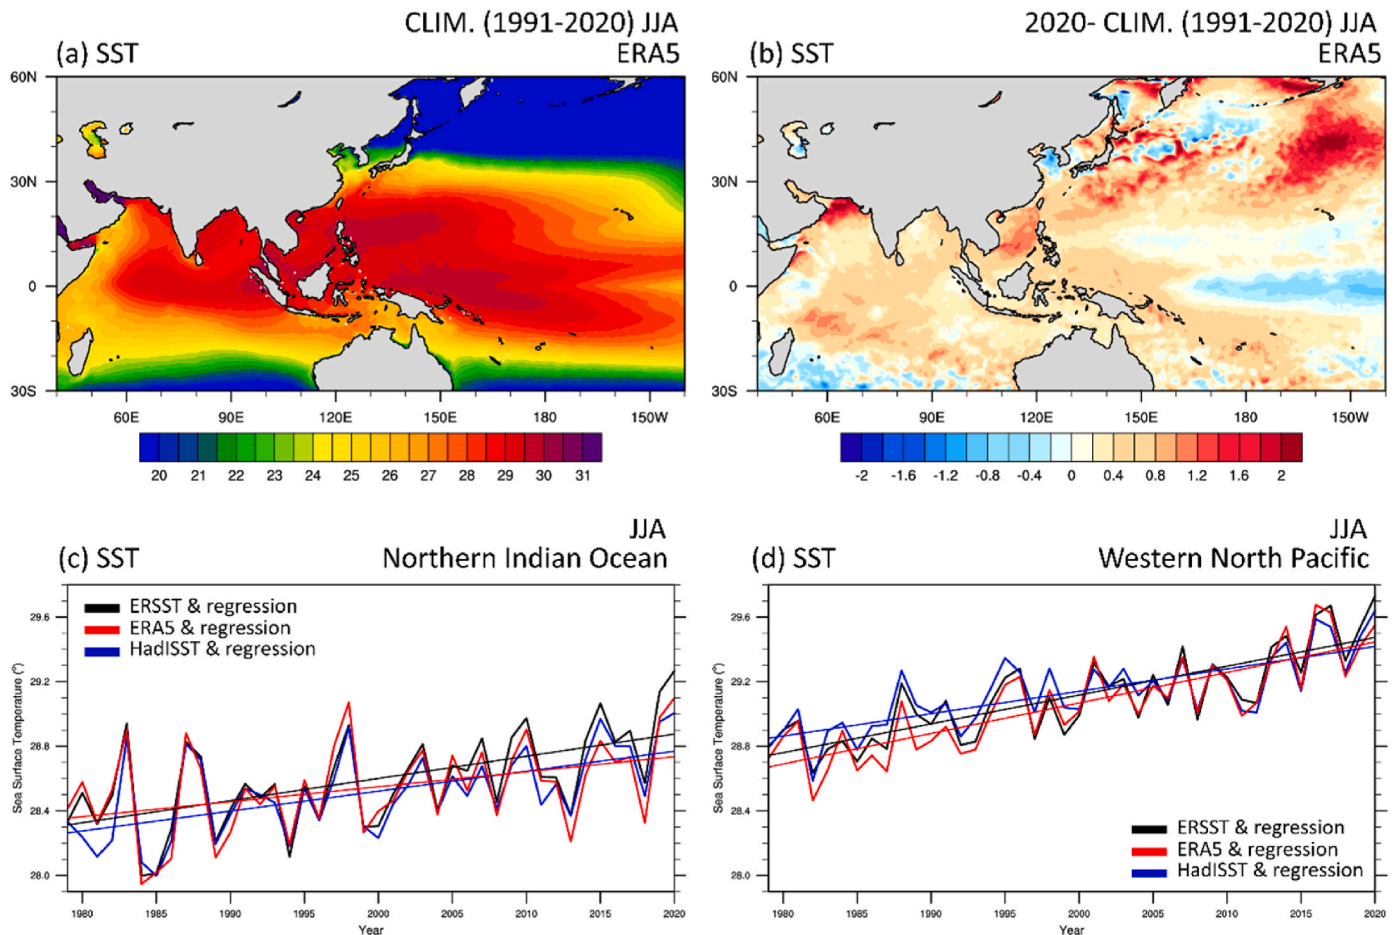 CLIM. (1991-2020) JJA
(a) SST ERA5
60N
30N
0
30S
60E 90E 120E 150E 180 150W
20 21 22 23 24 25 26 27 28 29 30 31
2020- CLIM. (1991-2020) JJA
(b) SST ERA5
60N
30N
0
30S
60E 90E 120E 150E 180 150W
-2 -1.6 -1.2 -0.8 -0.4 0 0.4 0.8 1.2 1.6 2
JJA
(c) SST Northern Indian Ocean
ERSST & regression
ERA5 & regression
HadISST & regression
Sea Surface Temperature (°)
29.6
29.2
28.8
28.4
28.0
1980 1985 1990 1995 2000 2005 2010 2015 2020
Year
JJA
(d) SST Western North Pacific
Sea Surface Temperature (°)
29.6
29.2
28.8
28.4
28.0
ERSST & regression
ERA5 & regression
HadISST & regression
1980 1985 1990 1995 2000 2005 2010 2015 2020
Year